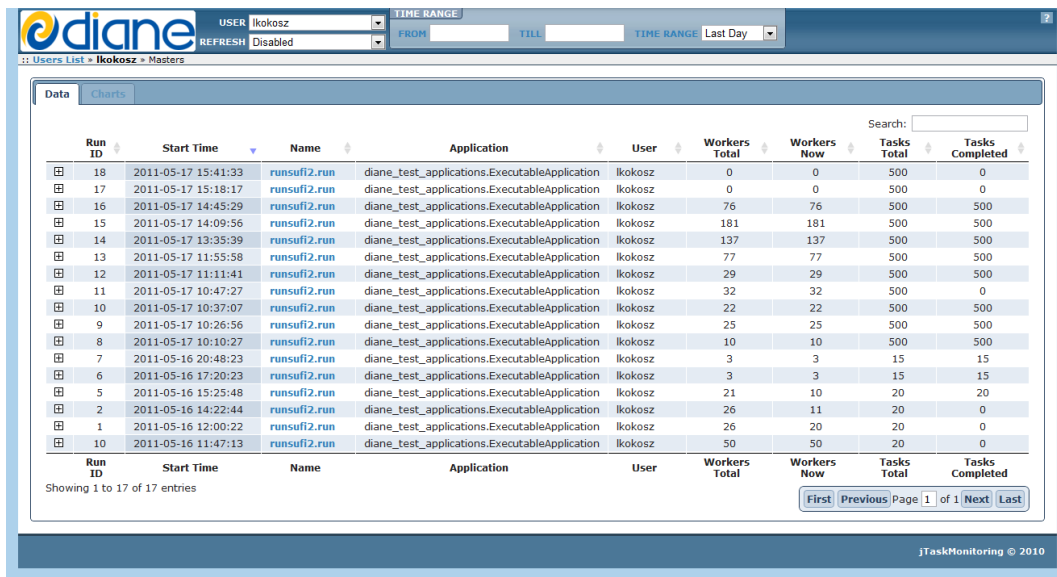 diane
USER lkokosz
REFRESH Disabled
TIME RANGE
FROM TILL TIME RANGE Last Day
?
:: Users List » lkokosz » Masters
Data Charts
Search:
Run ID Start Time Name Application User Workers Total Workers Now Tasks Total Tasks Completed
18 2011-05-17 15:41:33 runsufi2.run diane_test_applications.ExecutableApplication lkokosz 0 0 500 0
17 2011-05-17 15:18:17 runsufi2.run diane_test_applications.ExecutableApplication lkokosz 0 0 500 0
16 2011-05-17 14:45:29 runsufi2.run diane_test_applications.ExecutableApplication lkokosz 76 76 500 500
15 2011-05-17 14:09:56 runsufi2.run diane_test_applications.ExecutableApplication lkokosz 181 181 500 500
14 2011-05-17 13:35:39 runsufi2.run diane_test_applications.ExecutableApplication lkokosz 137 137 500 500
13 2011-05-17 11:55:58 runsufi2.run diane_test_applications.ExecutableApplication lkokosz 77 77 500 500
12 2011-05-17 11:11:41 runsufi2.run diane_test_applications.ExecutableApplication lkokosz 29 29 500 500
11 2011-05-17 10:47:27 runsufi2.run diane_test_applications.ExecutableApplication lkokosz 32 32 500 0
10 2011-05-17 10:37:07 runsufi2.run diane_test_applications.ExecutableApplication lkokosz 22 22 500 500
9 2011-05-17 10:26:56 runsufi2.run diane_test_applications.ExecutableApplication lkokosz 25 25 500 500
8 2011-05-17 10:10:27 runsufi2.run diane_test_applications.ExecutableApplication lkokosz 10 10 500 500
7 2011-05-16 20:48:23 runsufi2.run diane_test_applications.ExecutableApplication lkokosz 3 3 15 15
6 2011-05-16 17:20:23 runsufi2.run diane_test_applications.ExecutableApplication lkokosz 3 3 15 15
5 2011-05-16 15:25:48 runsufi2.run diane_test_applications.ExecutableApplication lkokosz 21 10 20 20
2 2011-05-16 14:22:44 runsufi2.run diane_test_applications.ExecutableApplication lkokosz 26 11 20 0
1 2011-05-16 12:00:22 runsufi2.run diane_test_applications.ExecutableApplication lkokosz 26 20 20 0
10 2011-05-16 11:47:13 runsufi2.run diane_test_applications.ExecutableApplication lkokosz 50 50 20 0
Run ID Start Time Name Application User Workers Total Workers Now Tasks Total Tasks Completed
Showing 1 to 17 of 17 entries
First Previous Page 1 of 1 Next Last
jTaskMonitoring © 2010